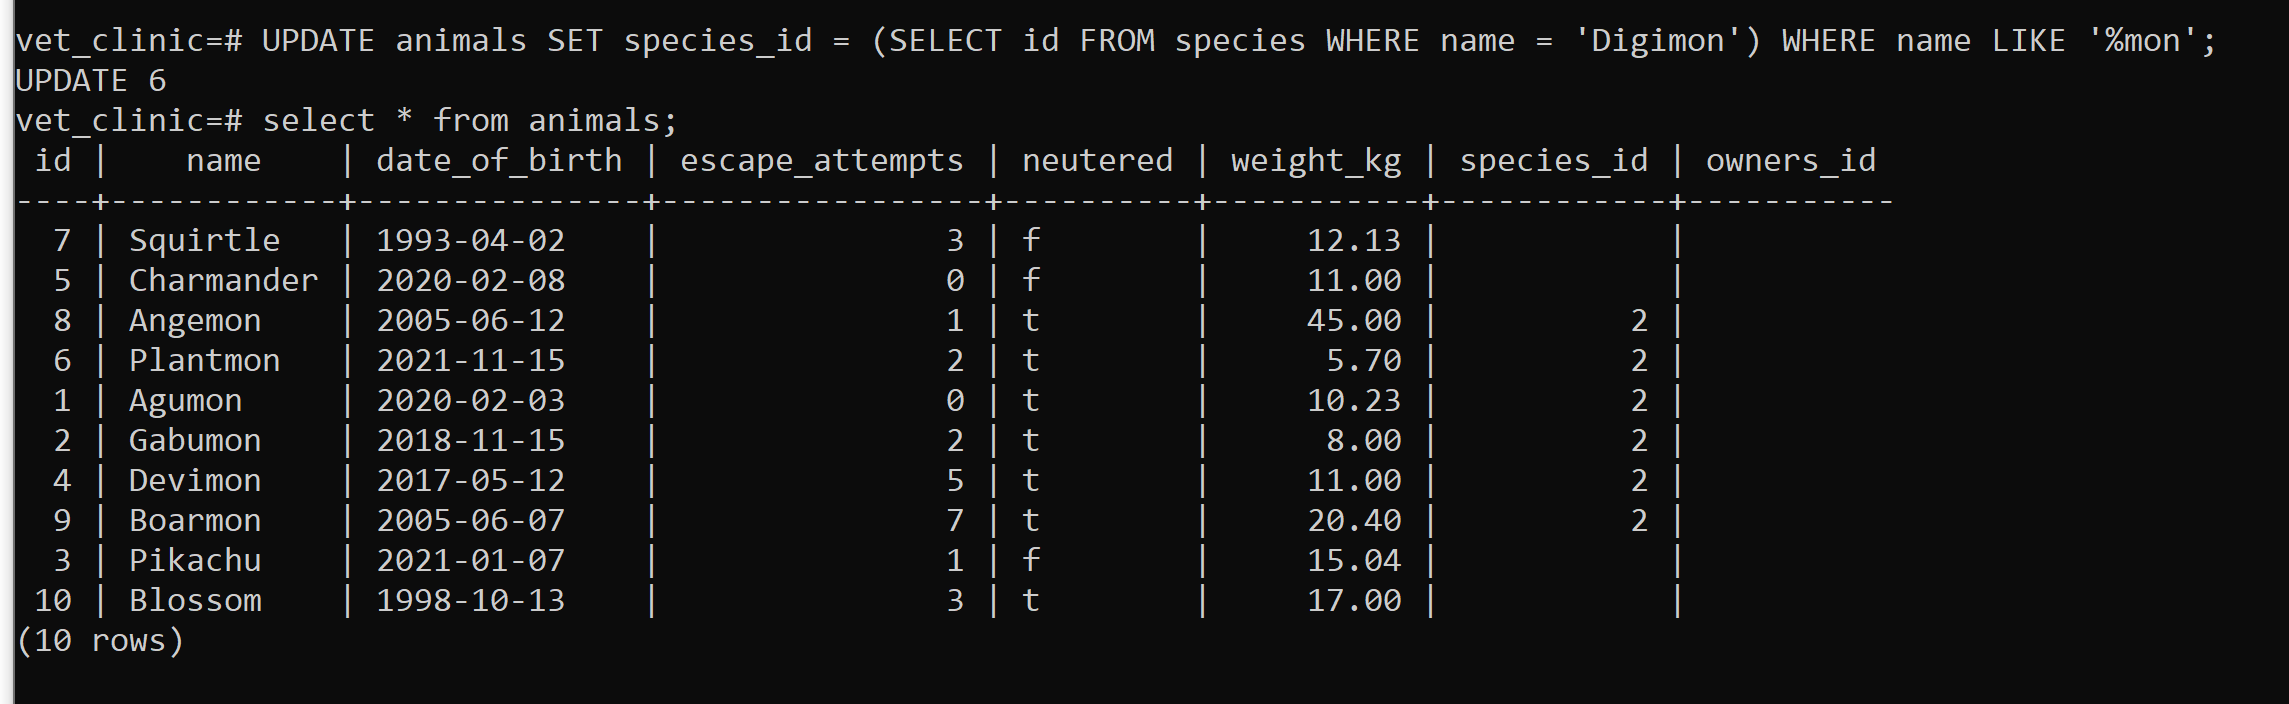 vet_clinic=# UPDATE animals SET species_id = (SELECT id FROM species WHERE name = 'Digimon') WHERE name LIKE '%mon';
UPDATE 6
vet_clinic=# select * from animals;
 id |    name    | date_of_birth | escape_attempts | neutered | weight_kg | species_id | owners_id
----+------------+---------------+-----------------+----------+-----------+------------+-----------
  7 | Squirtle   | 1993-04-02    |               3 | f        |     12.13 |            |
  5 | Charmander | 2020-02-08    |               0 | f        |     11.00 |            |
  8 | Angemon    | 2005-06-12    |               1 | t        |     45.00 |          2 |
  6 | Plantmon   | 2021-11-15    |               2 | t        |      5.70 |          2 |
  1 | Agumon     | 2020-02-03    |               0 | t        |     10.23 |          2 |
  2 | Gabumon    | 2018-11-15    |               2 | t        |      8.00 |          2 |
  4 | Devimon    | 2017-05-12    |               5 | t        |     11.00 |          2 |
  9 | Boarmon    | 2005-06-07    |               7 | t        |     20.40 |          2 |
  3 | Pikachu    | 2021-01-07    |               1 | f        |     15.04 |            |
 10 | Blossom    | 1998-10-13    |               3 | t        |     17.00 |            |
(10 rows)